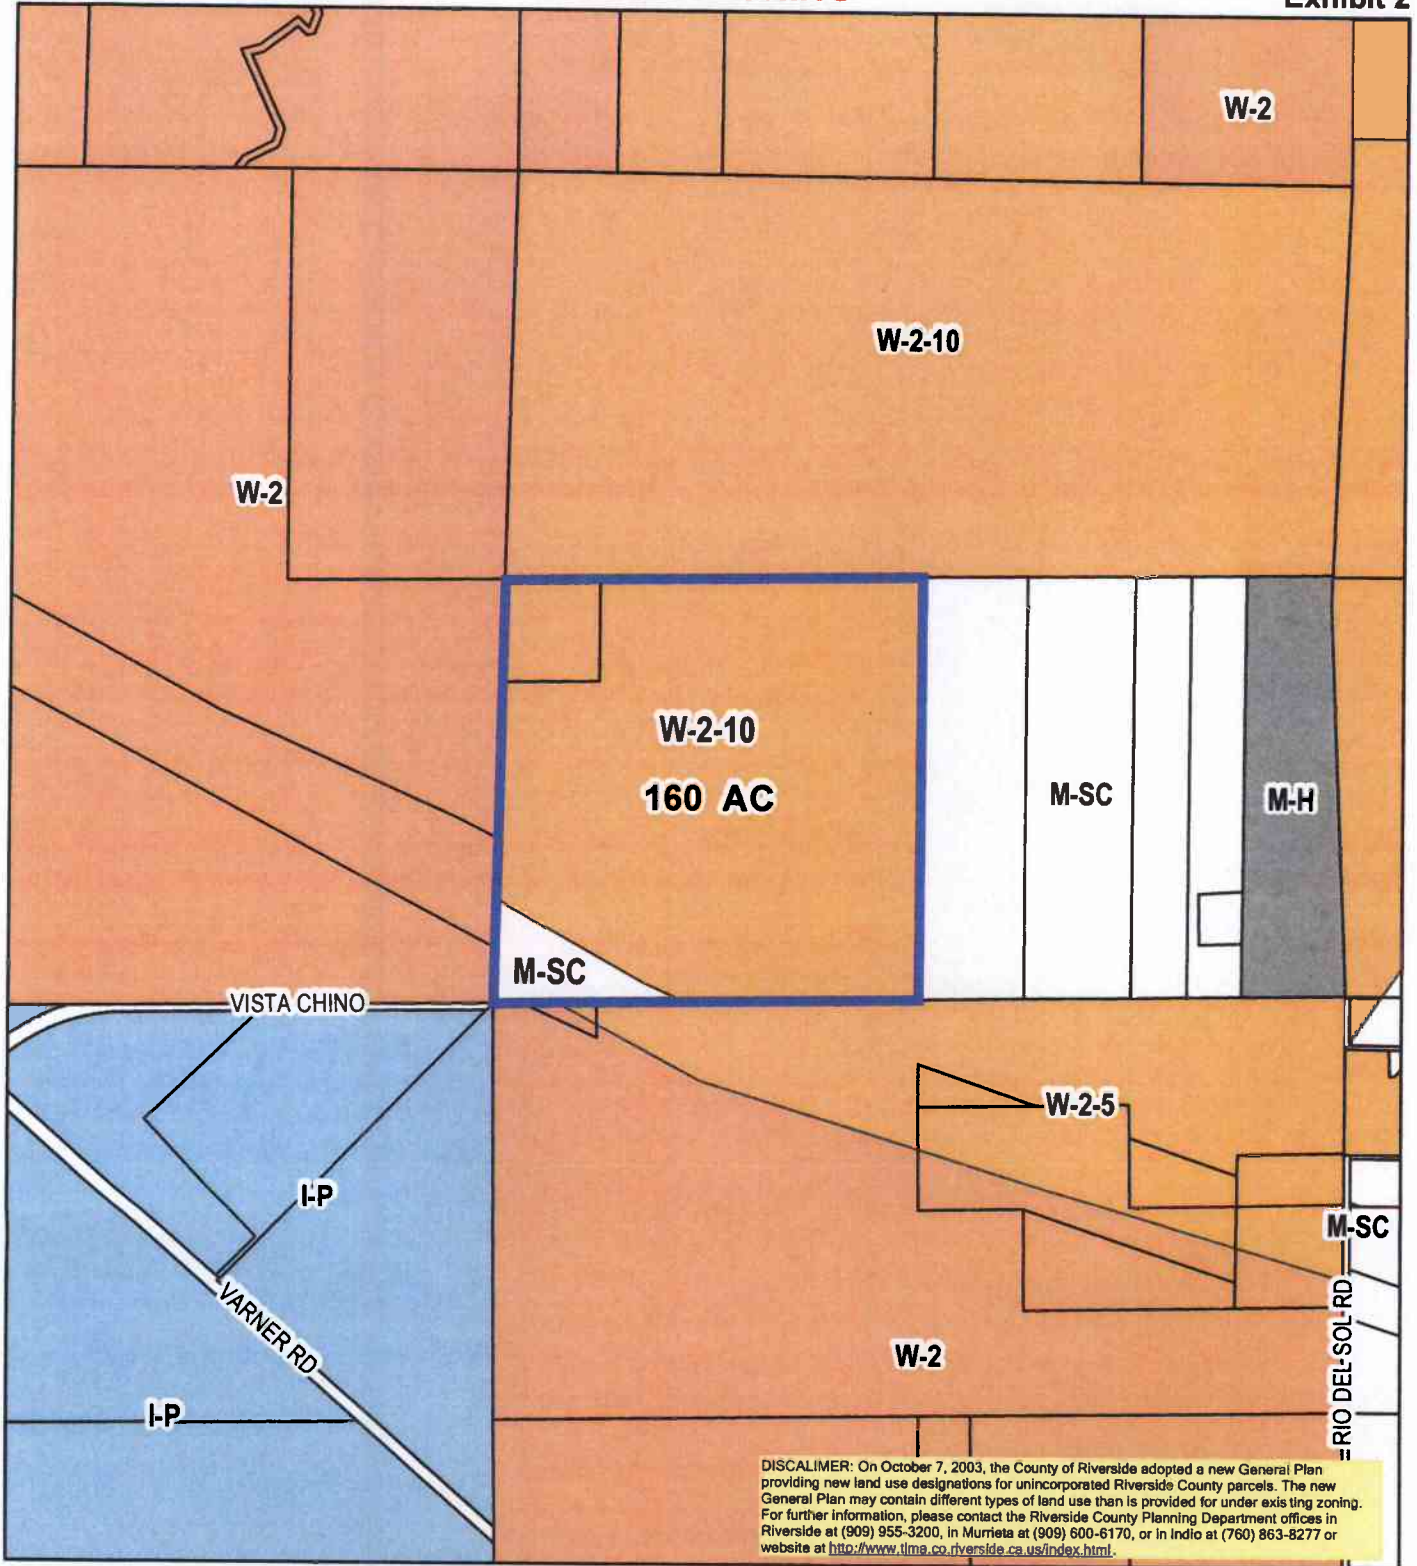 Exhibit 2
W-2
W-2-10
W-2
W-2-10
160 AC
M-SC
M-H
M-SC
VISTA CHINO
W-2-5
I-P
M-SC
VARNER RD
RIO DEL SOL RD
W-2
I-P
DISCALIMER: On October 7, 2003, the County of Riverside adopted a new General Plan
providing new land use designations for unincorporated Riverside County parcels. The new
General Plan may contain different types of land use than is provided for under existing zoning.
For further information, please contact the Riverside County Planning Department offices in
Riverside at (909) 955-3200, in Murrieta at (909) 600-6170, or in Indio at (760) 863-8277 or
website at http://www.tlma.co.riverside.ca.us/index.html.